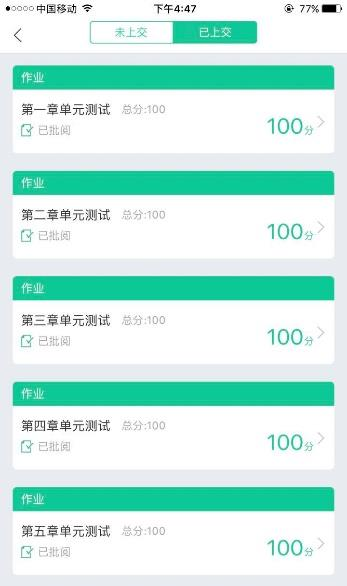 中国移动 下午4:47 77%
未上交 已上交
作业
第一章单元测试 总分:100
已批阅 100分
作业
第二章单元测试 总分:100
已批阅 100分
作业
第三章单元测试 总分:100
已批阅 100分
作业
第四章单元测试 总分:100
已批阅 100分
作业
第五章单元测试 总分:100
已批阅 100分